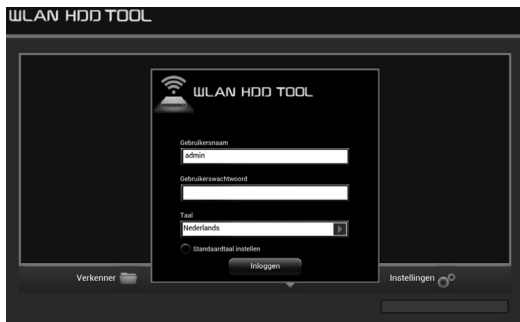 WLAN HDD TOOL
WLAN HDD TOOL
Gebruikersnaam
admin
Gebruikerswachtwoord
Taal
Nederlands
Standaardtaal instellen
Inloggen
Verkenner
Instellingen